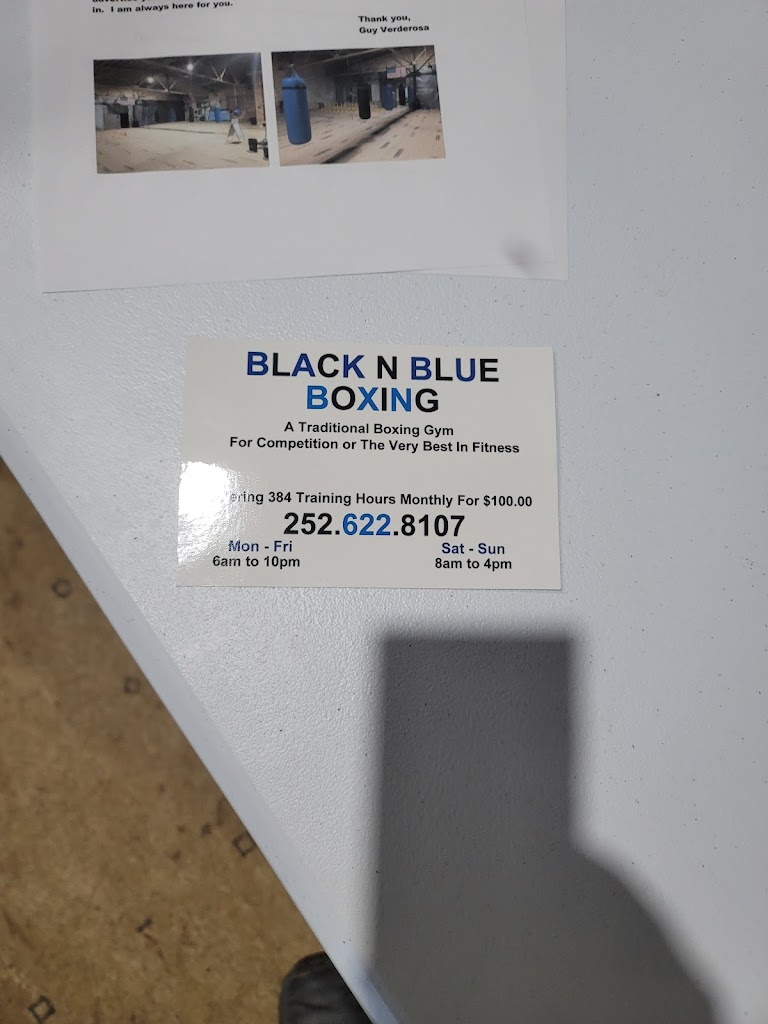 in. I am always here for you.
Thank you,
Guy Verderosa
BLACK N BLUE
BOXING
A Traditional Boxing Gym
For Competition or The Very Best In Fitness
384 Training Hours Monthly For $100.00
252.622.8107
Mon - Fri
Sat - Sun
6am to 10pm
8am to 4pm